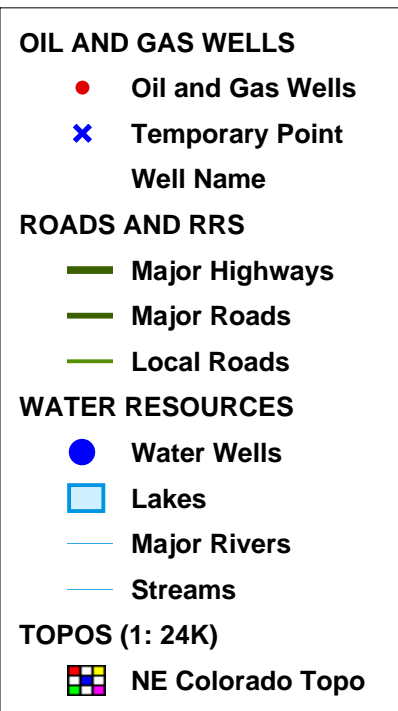 OIL AND GAS WELLS
Oil and Gas Wells
Temporary Point
Well Name
ROADS AND RRS
Major Highways
Major Roads
Local Roads
WATER RESOURCES
Water Wells
Lakes
Major Rivers
Streams
TOPOS (1: 24K)
NE Colorado Topo